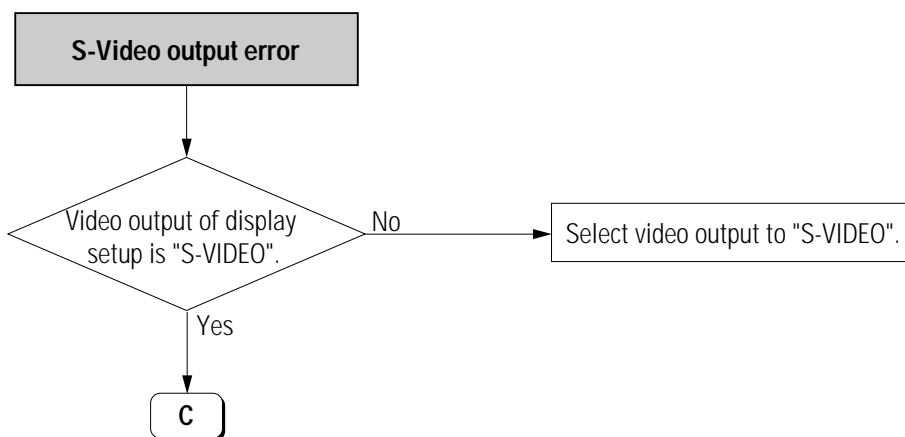 S-Video output error
Video output of display
setup is "S-VIDEO".
No
Select video output to "S-VIDEO".
Yes
C